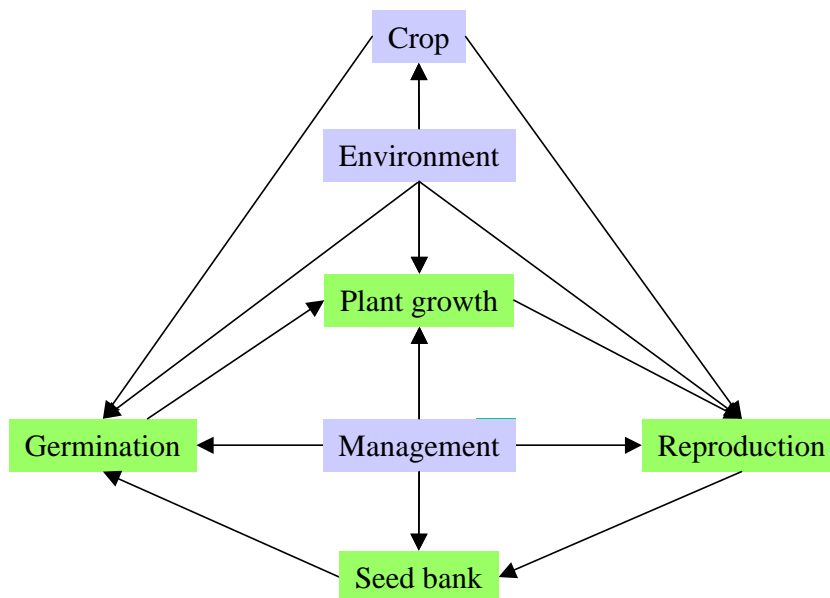 Crop
Environment
Plant growth
Germination
Management
Reproduction
Seed bank